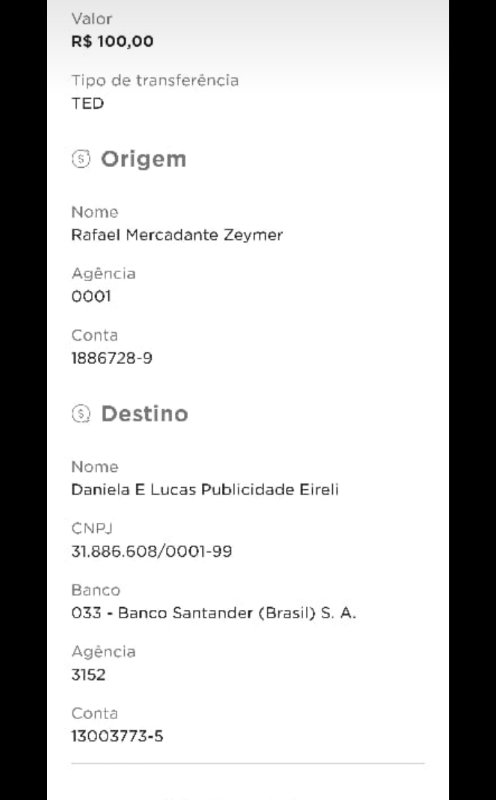 Valor
R$ 100,00
Tipo de transferência
TED
Origem
Nome
Rafael Mercadante Zeymer
Agência
0001
Conta
1886728-9
Destino
Nome
Daniela E Lucas Publicidade Eireli
CNPJ
31.886.608/0001-99
Banco
033 - Banco Santander (Brasil) S. A.
Agência
3152
Conta
13003773-5